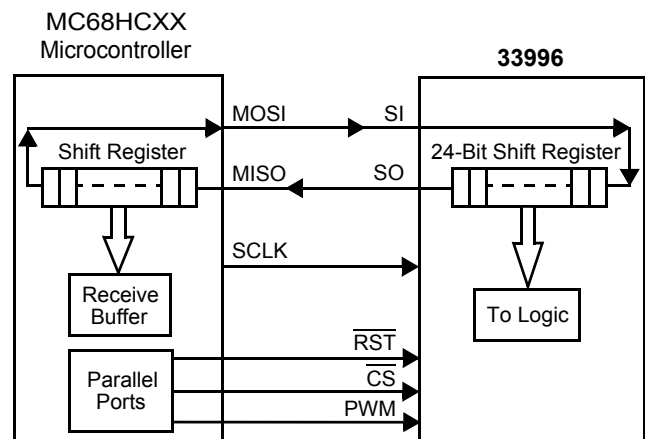 MC68HCXX
Microcontroller
33996
MOSI
SI
Shift Register
24-Bit Shift Register
MISO
SO
SCLK
Receive
Buffer
To Logic
RST
CS
Parallel
Ports
PWM